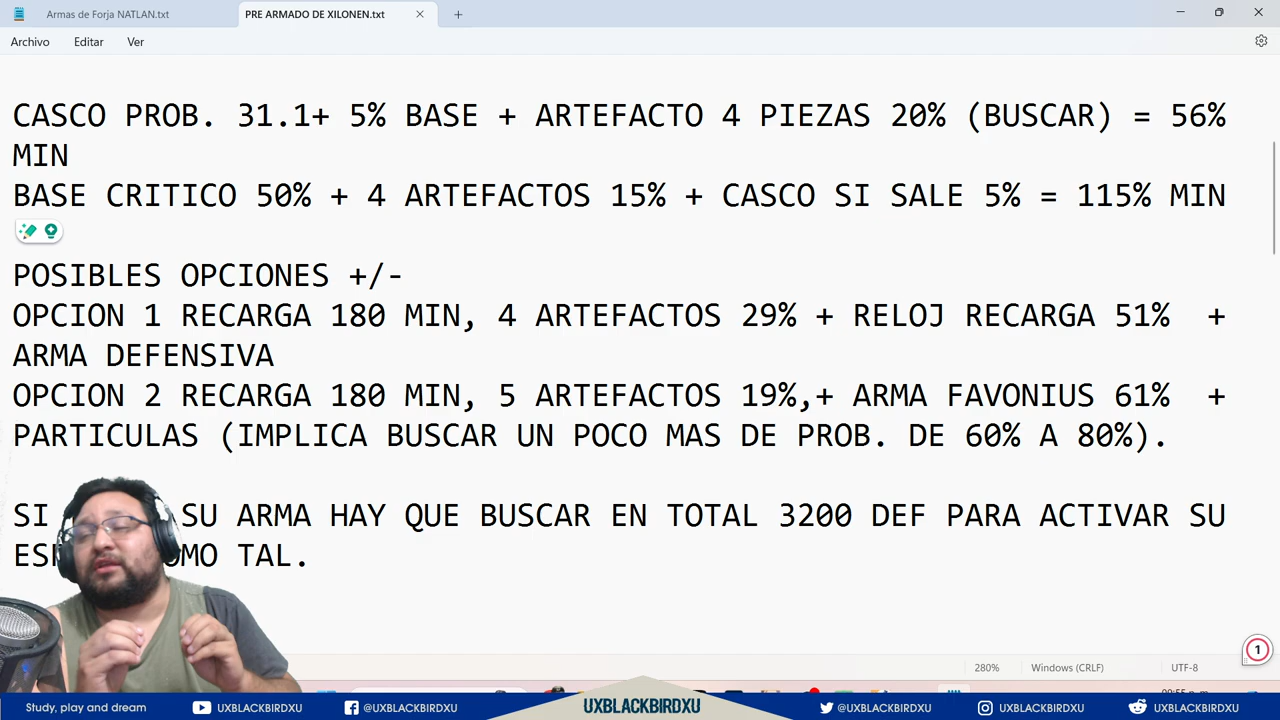 Armas de Forja NATLAN.txt
PRE ARMADO DE XILONEN.txt
Archivo Editar Ver
CASCO PROB. 31.1+ 5% BASE + ARTEFACTO 4 PIEZAS 20% (BUSCAR) = 56%
MIN
BASE CRITICO 50% + 4 ARTEFACTOS 15% + CASCO SI SALE 5% = 115% MIN
POSIBLES OPCIONES +/-
OPCION 1 RECARGA 180 MIN, 4 ARTEFACTOS 29% + RELOJ RECARGA 51% +
ARMA DEFENSIVA
OPCION 2 RECARGA 180 MIN, 5 ARTEFACTOS 19%,+ ARMA FAVONIUS 61% +
PARTICULAS (IMPLICA BUSCAR UN POCO MAS DE PROB. DE 60% A 80%).
SI SU ARMA HAY QUE BUSCAR EN TOTAL 3200 DEF PARA ACTIVAR SU
TAL.
1
280% Windows (CRLF) UTF-8
Study, play and dream UXBLACKBIRDXU @UXBLACKBIRDXU UXBLACKBIRDXU @UXBLACKBIRDXU UXBLACKBIRDXU UXBLACKBIRDXU